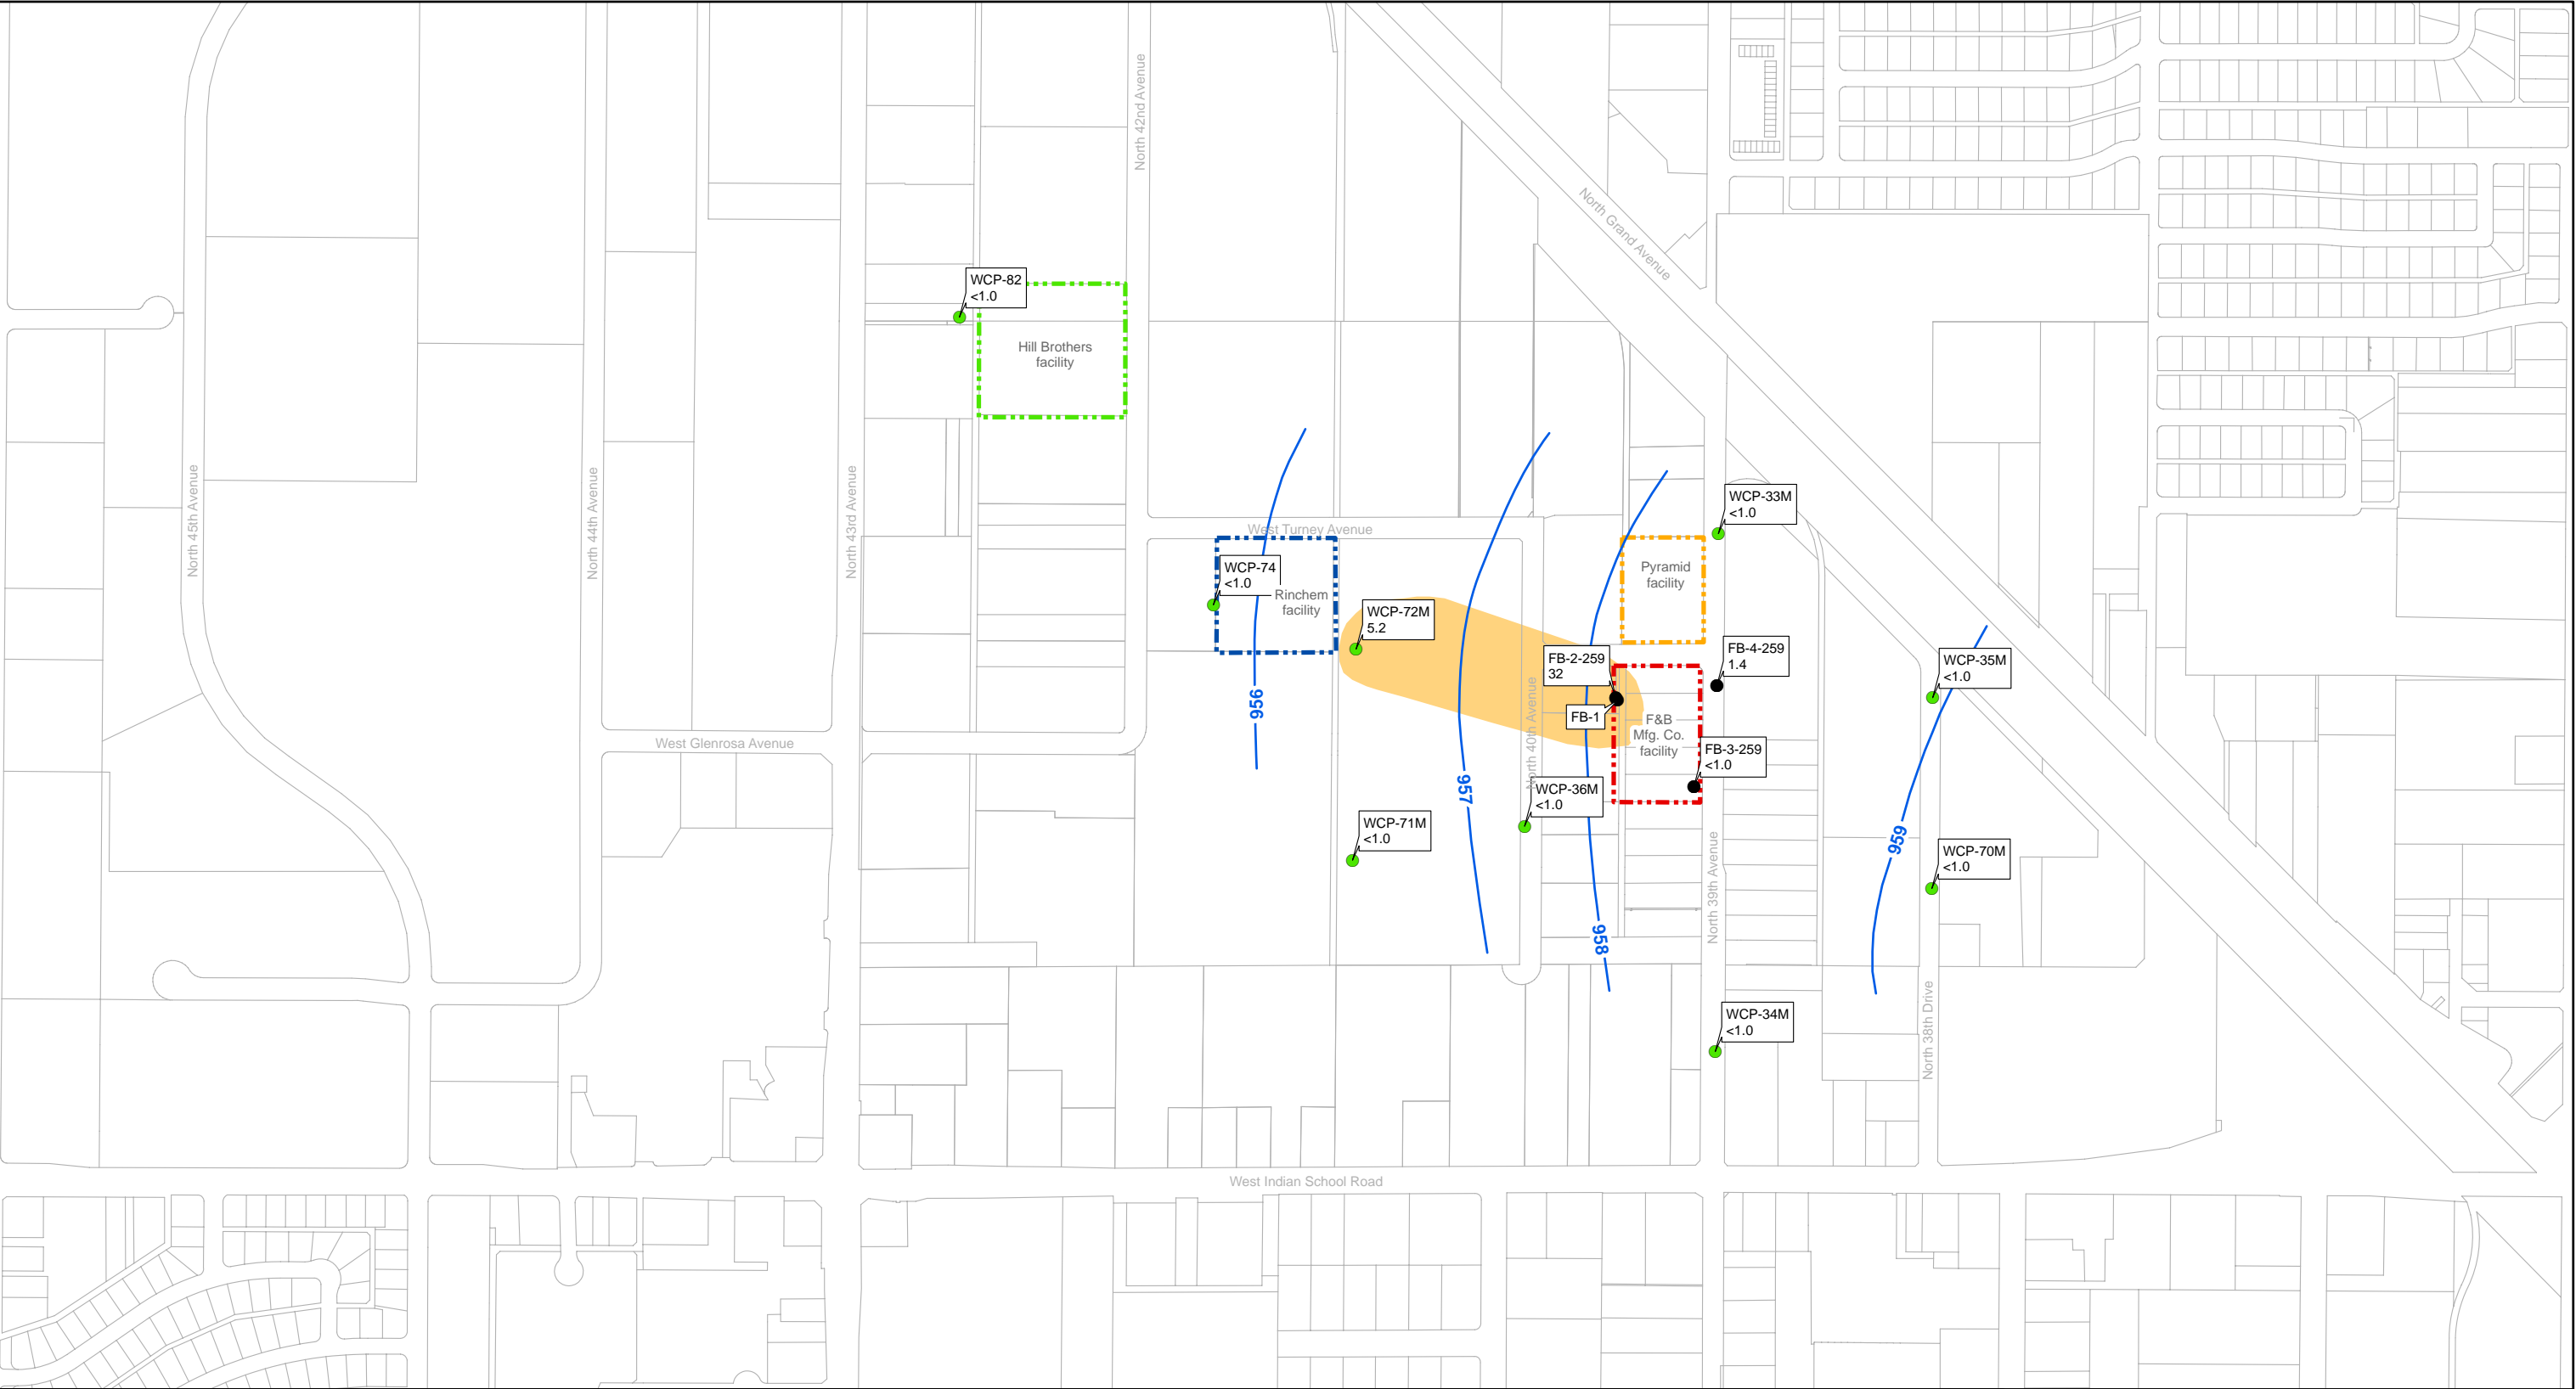 North 42nd Avenue
North Grand Avenue
WCP-82
<1.0
Hill Brothers
facility
North 45th Avenue
North 44th Avenue
North 43rd Avenue
WCP-33M
<1.0
West Turney Avenue
WCP-74
<1.0
Rinchem
facility
Pyramid
facility
WCP-72M
5.2
FB-2-259
32
FB-4-259
1.4
WCP-35M
<1.0
956
FB-1
F&B
Mfg. Co.
facility
North 40th Avenue
West Glenrosa Avenue
FB-3-259
<1.0
957
WCP-36M
<1.0
WCP-71M
<1.0
959
WCP-70M
<1.0
North 39th Avenue
958
WCP-34M
<1.0
North 38th Drive
West Indian School Road